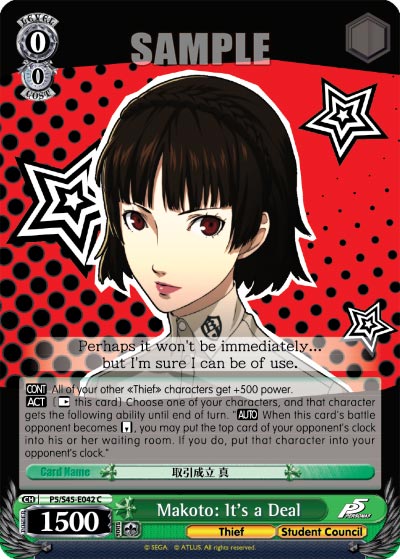 LEVEL
0
0
COST
SAMPLE
Perhaps it won't be immediately...
but I'm sure I can be of use.
CONT All of your other «Thief» characters get +500 power.
ACT [ this card] Choose one of your characters, and that character
gets the following ability until end of turn. "AUTO When this card's battle
opponent becomes , you may put the top card of your opponent's clock
into his or her waiting room. If you do, put that character into your
opponent's clock."
Card Name 取引成立 真
CH P5/S45-E042 C
POWER 1500 Makoto: It's a Deal
Thief Student Council
P5 PERSONA5
© SEGA. © ATLUS. All rights reserved.